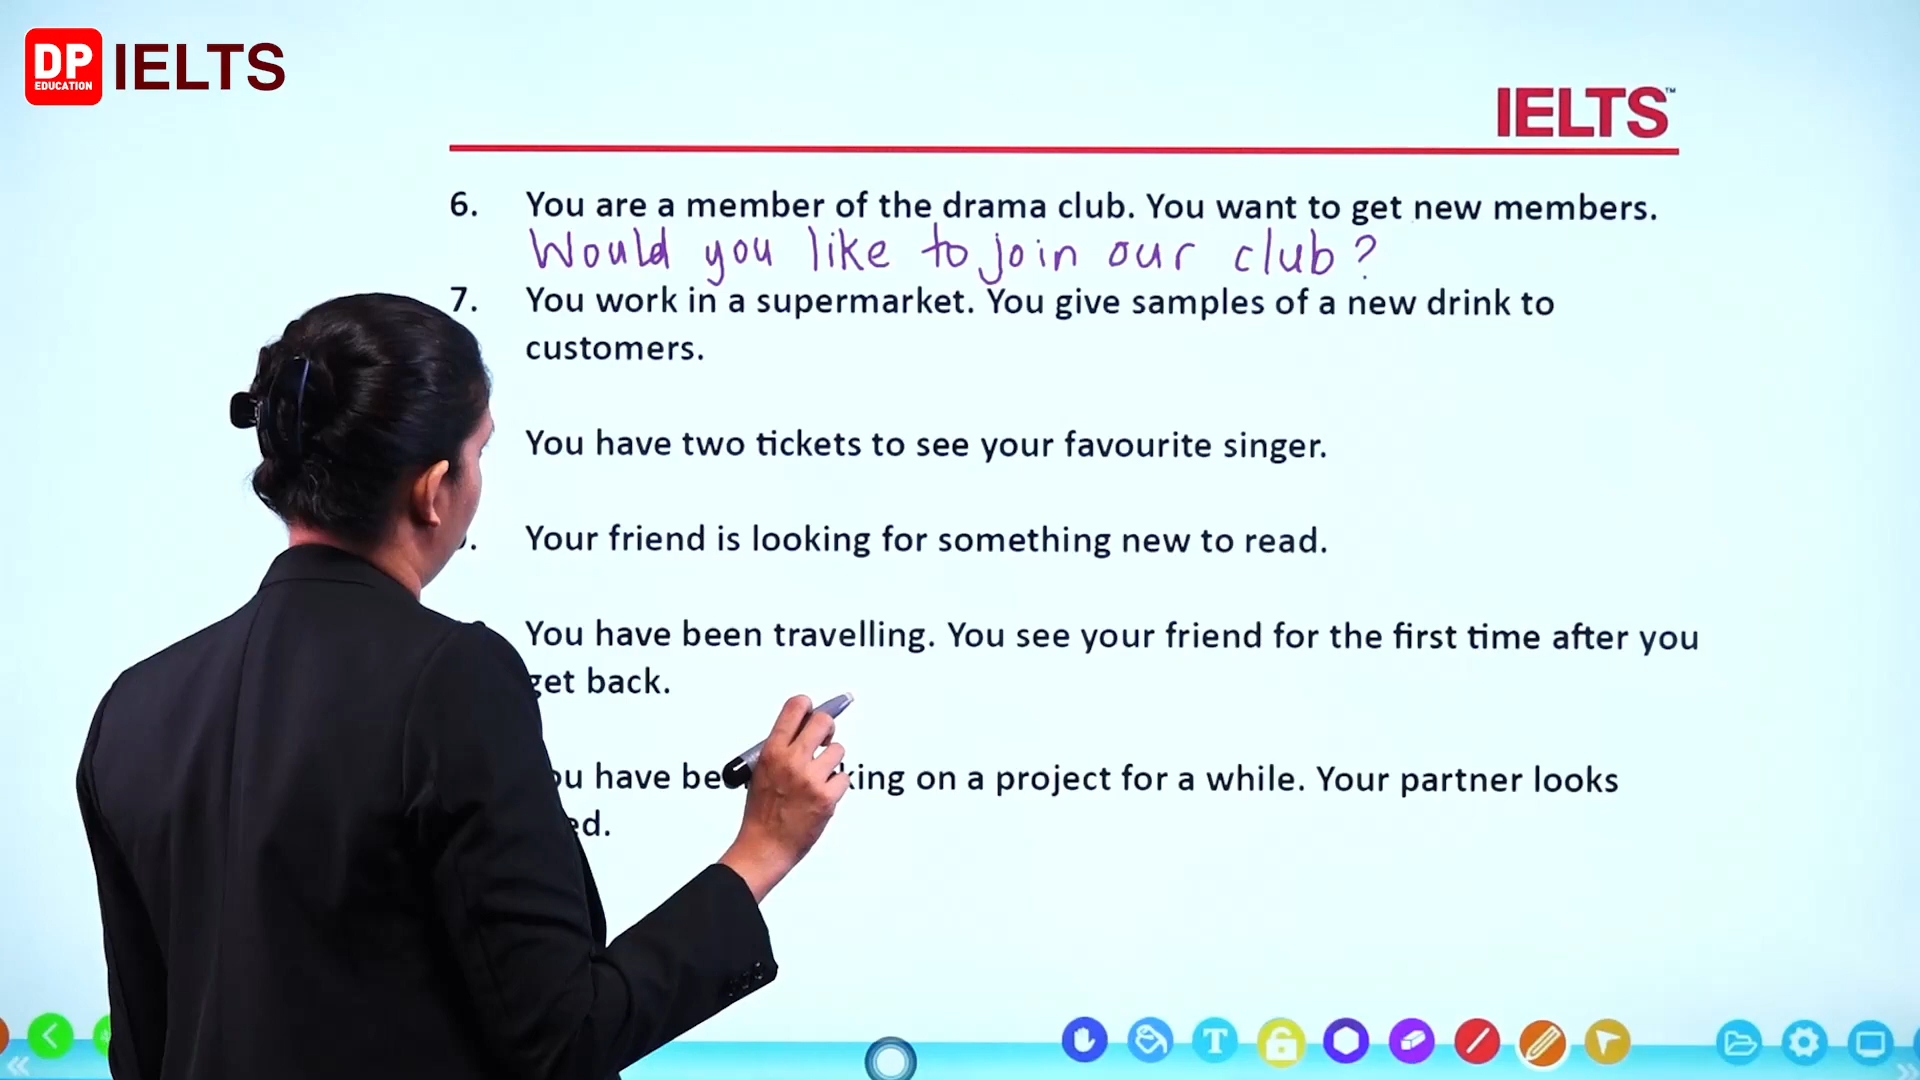 DP
EDUCATION
IELTS
IELTS™
6. You are a member of the drama club. You want to get new members.
Would you like to join our club?
7. You work in a supermarket. You give samples of a new drink to
customers.
You have two tickets to see your favourite singer.
Your friend is looking for something new to read.
You have been travelling. You see your friend for the first time after you
get back.
have on a project for a while. Your partner looks
T